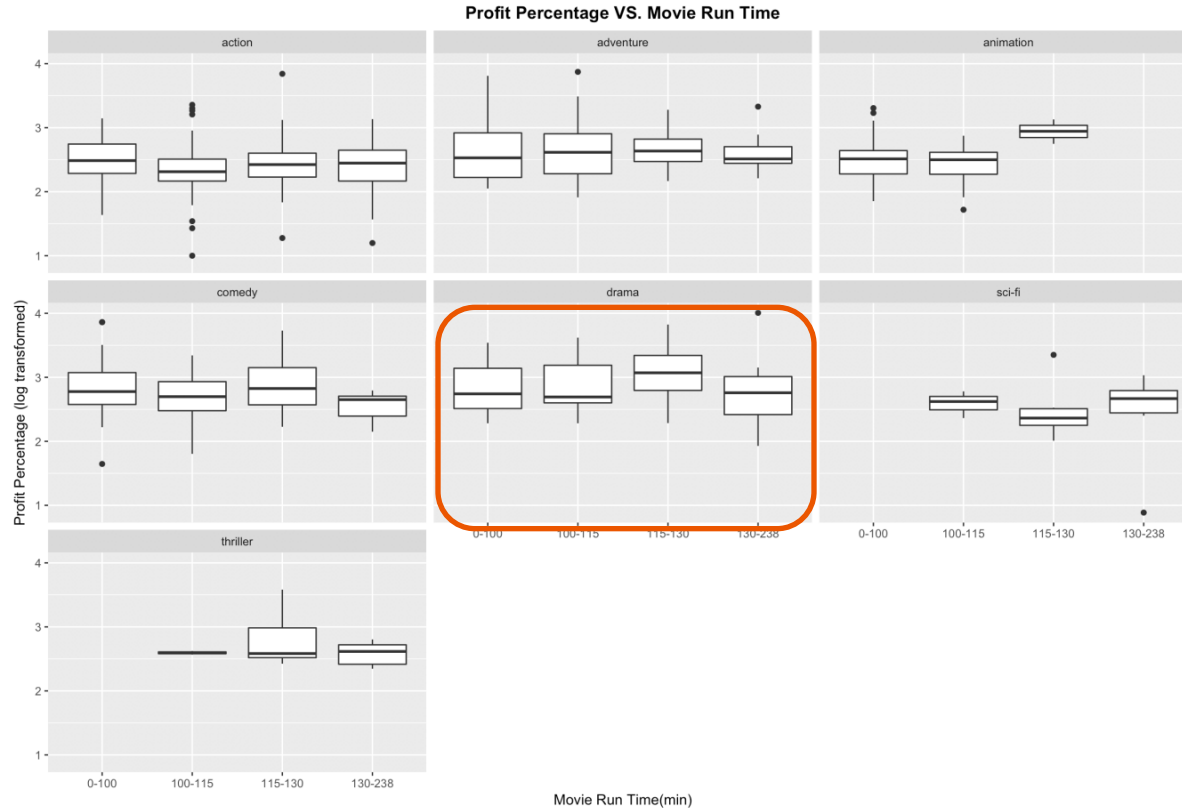 Profit Percentage VS. Movie Run Time
action
adventure
animation
4
3
2
1
comedy
drama
sci-fi
4
3
2
1
0-100
100-115
115-130
130-238
0-100
100-115
115-130
130-238
thriller
4
3
2
1
0-100
100-115
115-130
130-238
Profit Percentage (log transformed)
Movie Run Time(min)